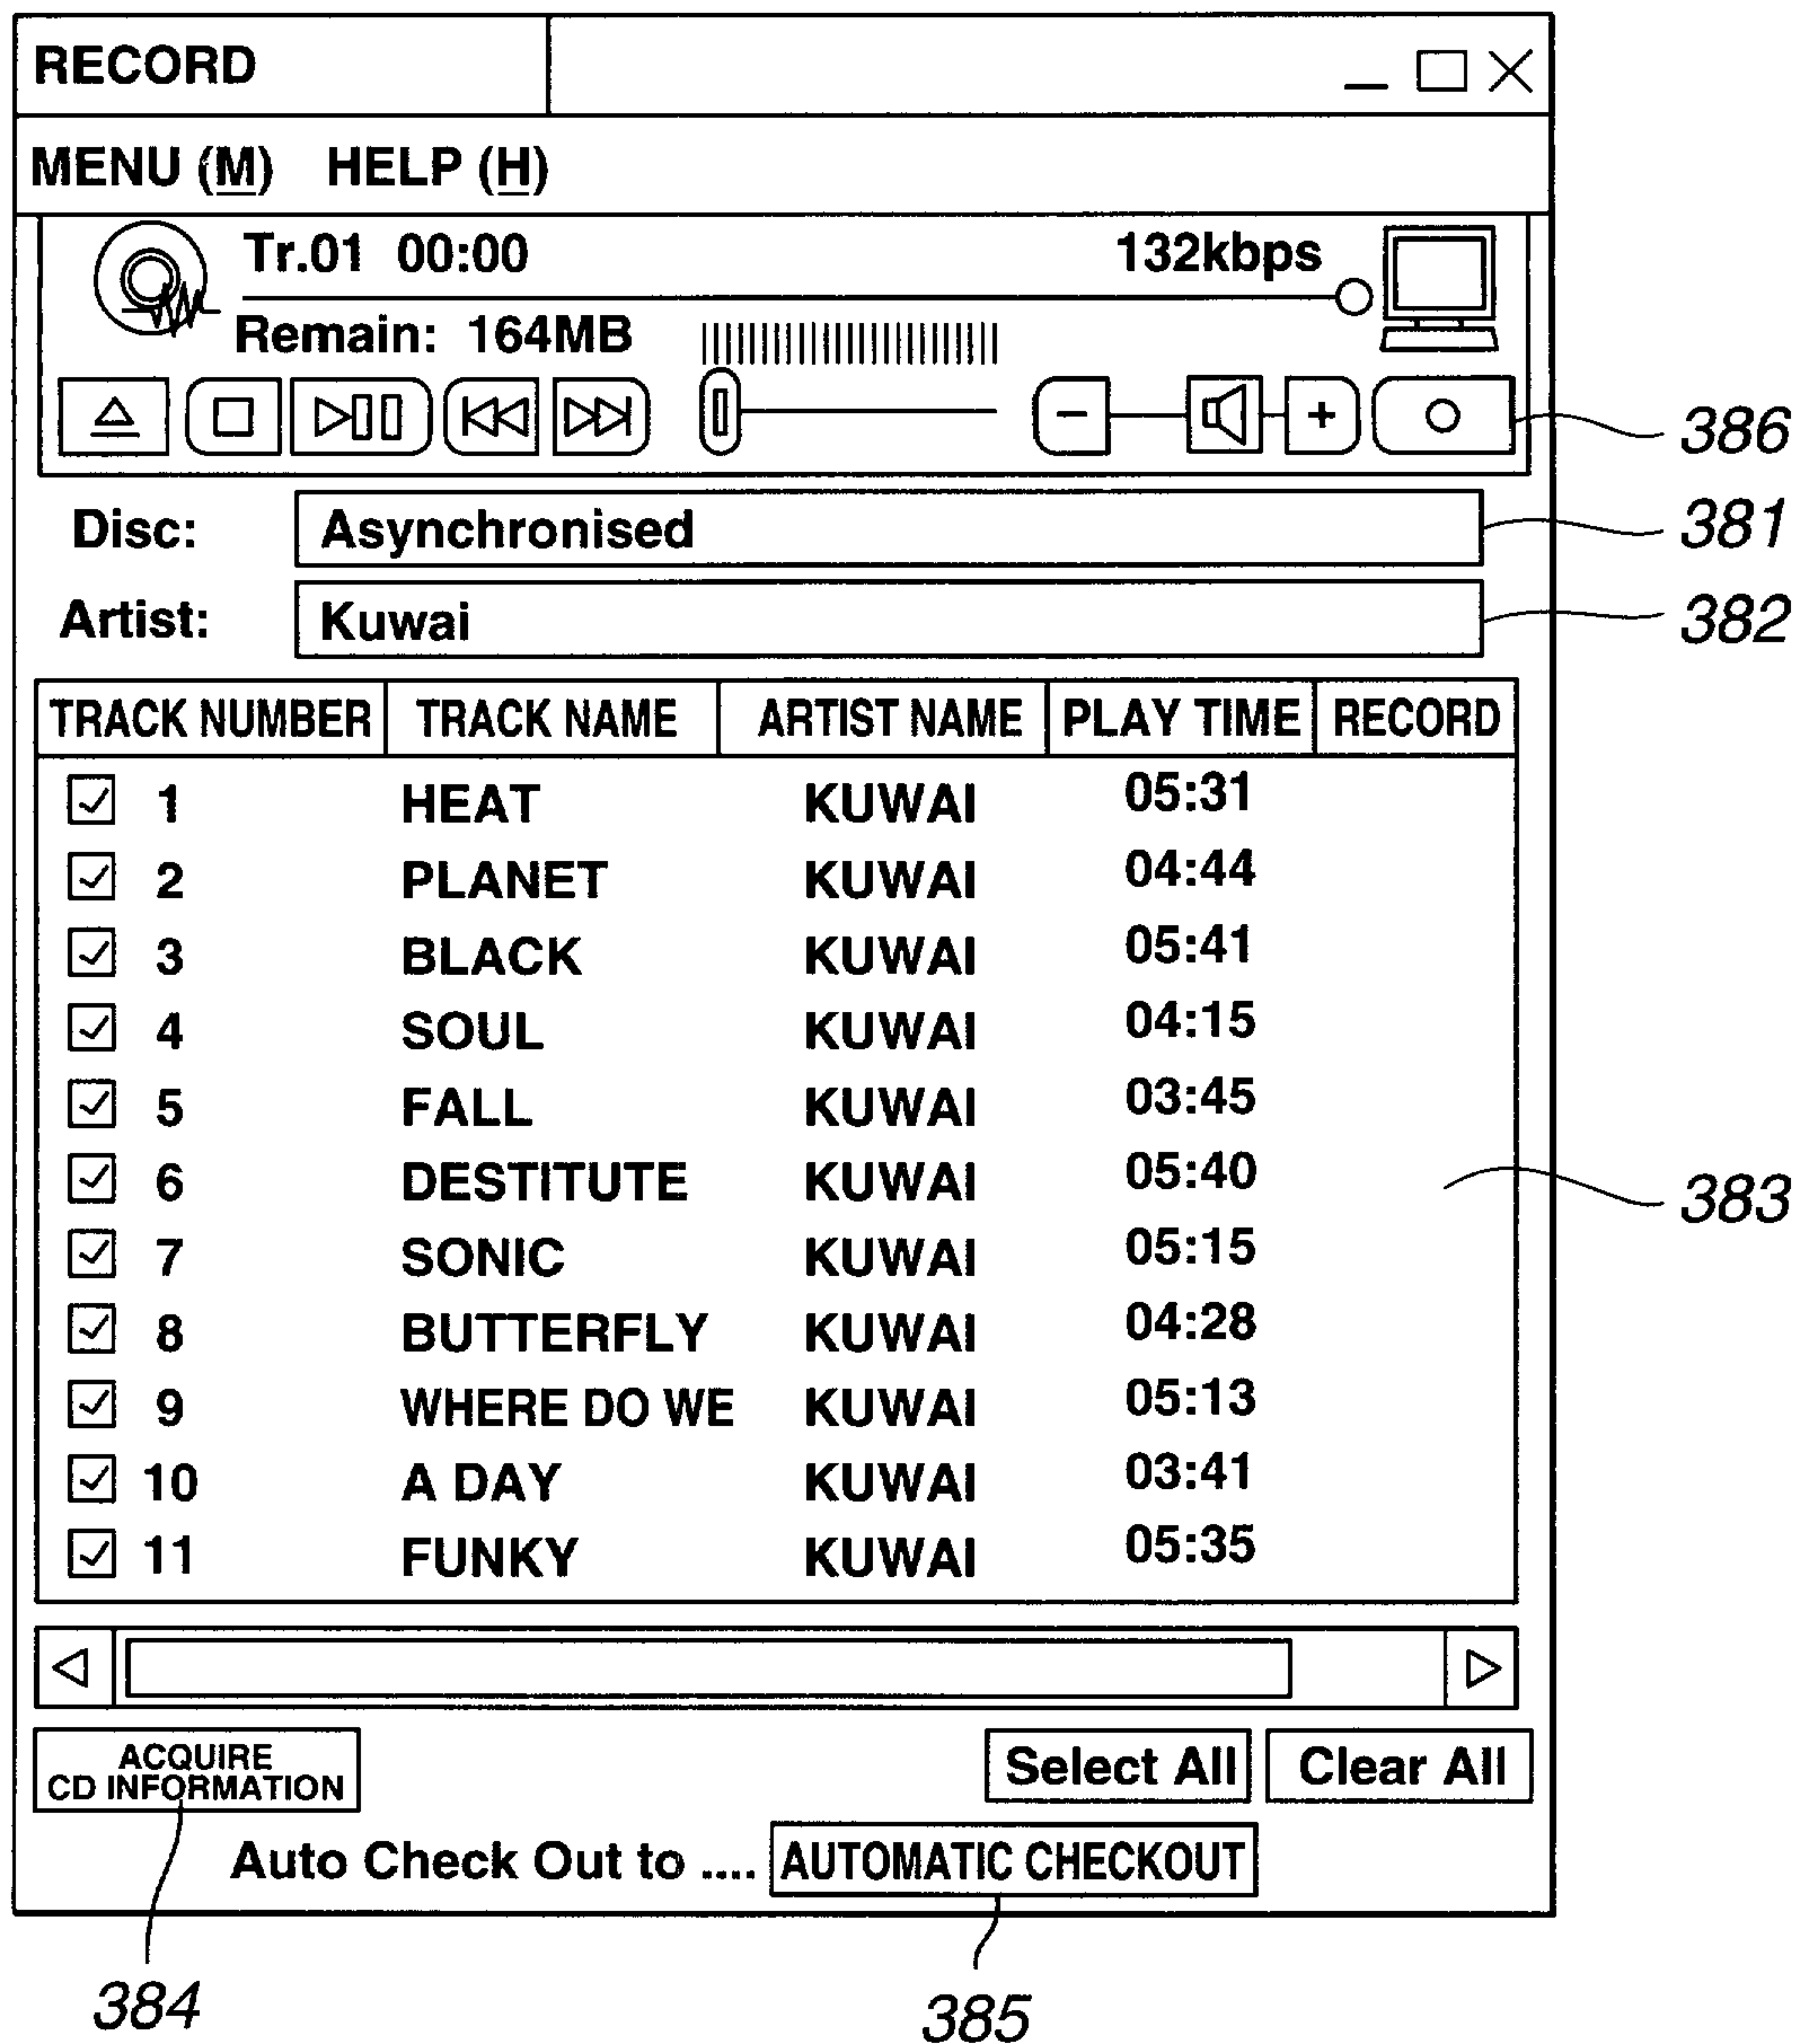 RECORD
MENU (M) HELP (H)
Tr.01 00:00 132kbps
Remain: 164MB
386
Disc: Asynchronised 381
Artist: Kuwai 382
TRACK NUMBER TRACK NAME ARTIST NAME PLAY TIME RECORD
1 HEAT KUWAI 05:31
2 PLANET KUWAI 04:44
3 BLACK KUWAI 05:41
4 SOUL KUWAI 04:15
5 FALL KUWAI 03:45
6 DESTITUTE KUWAI 05:40 383
7 SONIC KUWAI 05:15
8 BUTTERFLY KUWAI 04:28
9 WHERE DO WE KUWAI 05:13
10 A DAY KUWAI 03:41
11 FUNKY KUWAI 05:35
ACQUIRE
CD INFORMATION
Select All Clear All
Auto Check Out to .... AUTOMATIC CHECKOUT
384 385